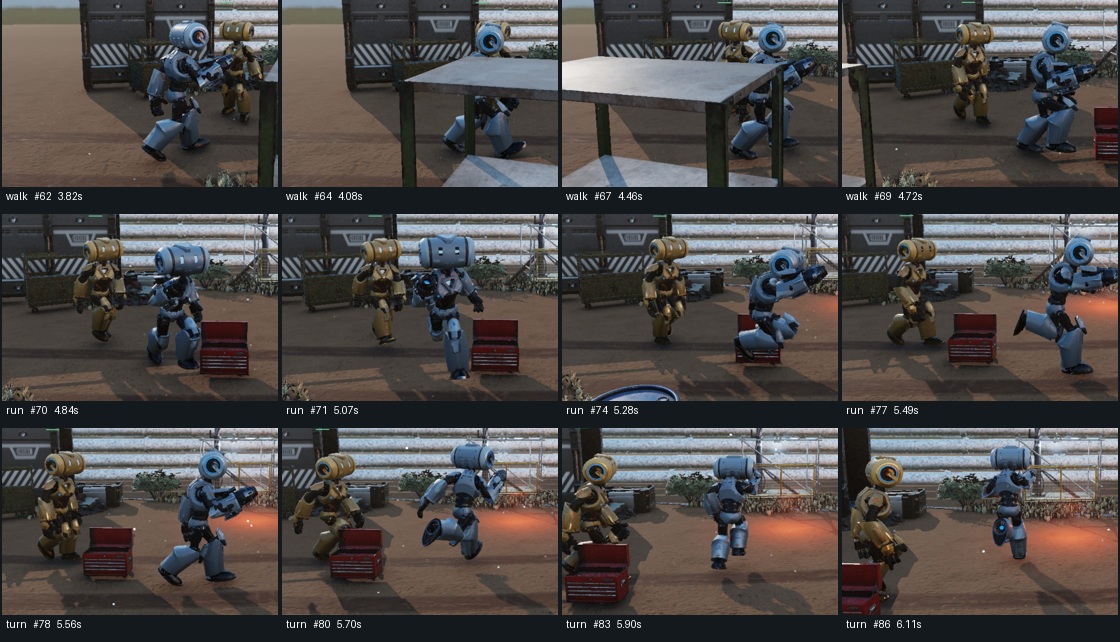 walk #62 3.82s
walk #64 4.08s
walk #67 4.46s
walk #69 4.72s
run #70 4.84s
run #71 5.07s
run #74 5.28s
run #77 5.49s
turn #78 5.56s
turn #80 5.70s
turn #83 5.90s
turn #86 6.11s